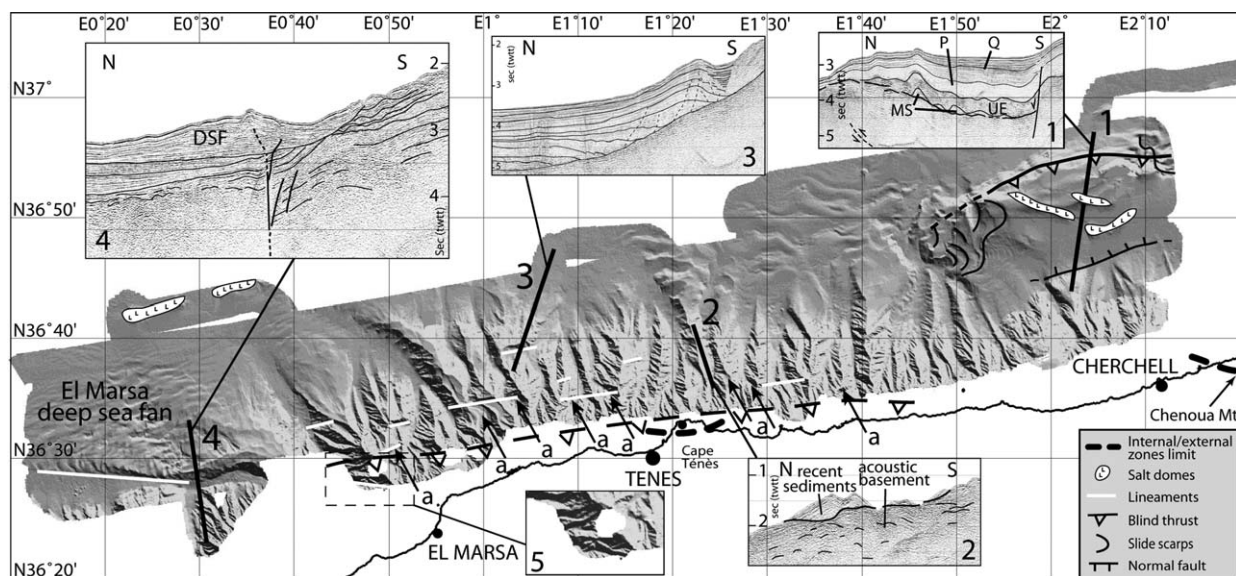 E0°20' E0°30' E0°40' E0°50' E1° E1°10' E1°20' E1°30' E1°40' E1°50' E2° E2°10'
N37°
N36°50'
N36°40'
N36°30'
N36°20'
N S
2
3
4
Sec (twtt)
DSF
4
N S
2
sec (twtt)
3
4
5
3
N P Q S
sec (twtt)
3
4
5
MS UE
1
1
2
3
4
El Marsa
deep sea fan
a.
a
a
a
a
a
a
CHERCHELL
Chenoua Mt
Cape
Ténès
TENES
EL MARSA
5
1
N recent
sediments
acoustic
basement
S
sec (twtt)
2
2
Internal/external
zones limit
Salt domes
Lineaments
Blind thrust
Slide scarps
Normal fault